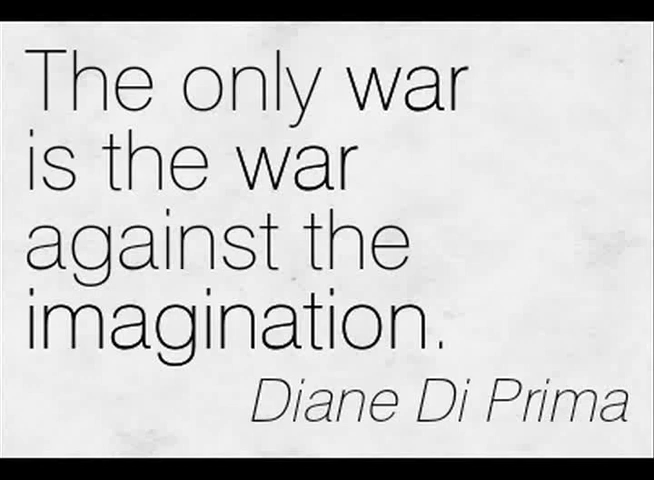 The only war
is the war
against the
imagination.
Diane Di Prima